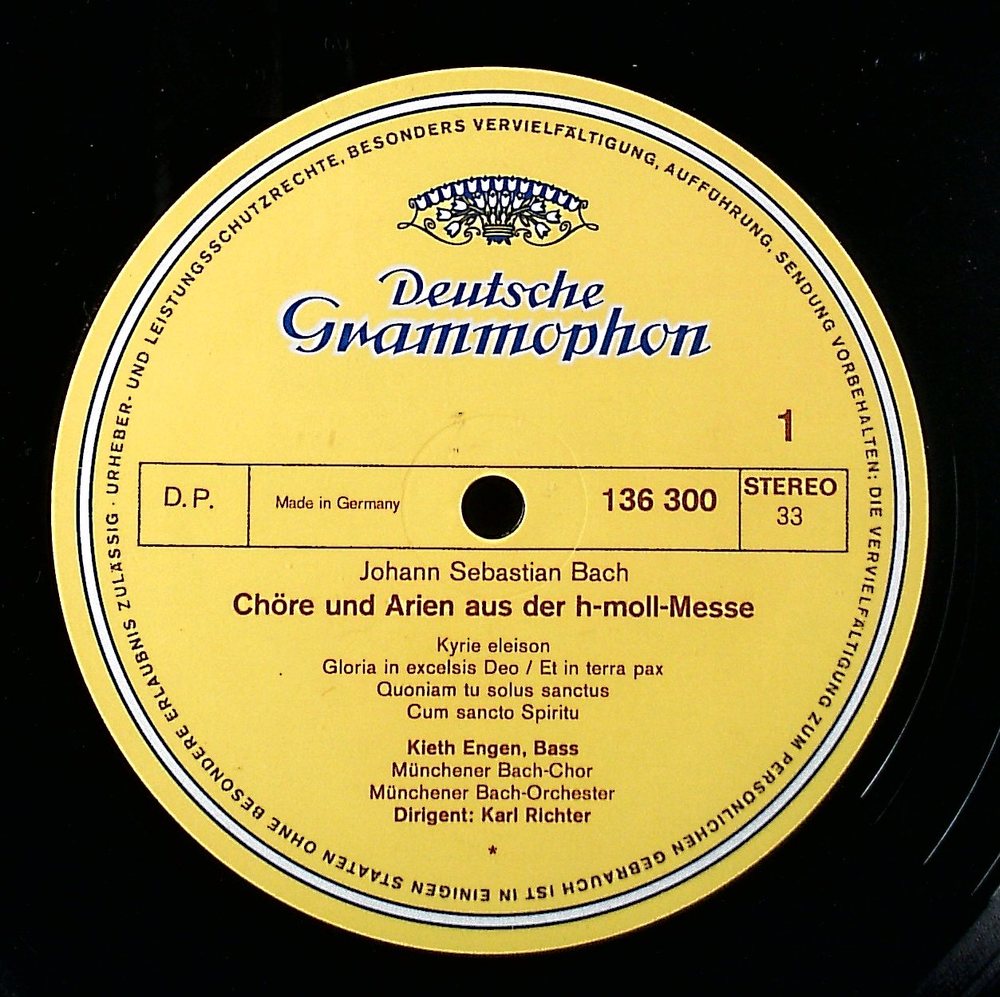 URHEBER- UND LEISTUNGSSCHUTZRECHTE, BESONDERS VERVIELFÄLTIGUNG, AUFFÜHRUNG, SENDUNG VORBEHALTEN; DIE VERVIELFÄLTIGUNG ZUM PERSÖNLICHEN GEBRAUCH IST IN EINIGEN STAATEN OHNE BESONDERE ERLAUBNIS ZULÄSSIG ·
Deutsche
Grammophon
1
D.P. Made in Germany 136 300 STEREO
33
Johann Sebastian Bach
Chöre und Arien aus der h-moll-Messe
Kyrie eleison
Gloria in excelsis Deo / Et in terra pax
Quoniam tu solus sanctus
Cum sancto Spiritu
Kieth Engen, Bass
Münchener Bach-Chor
Münchener Bach-Orchester
Dirigent: Karl Richter
*